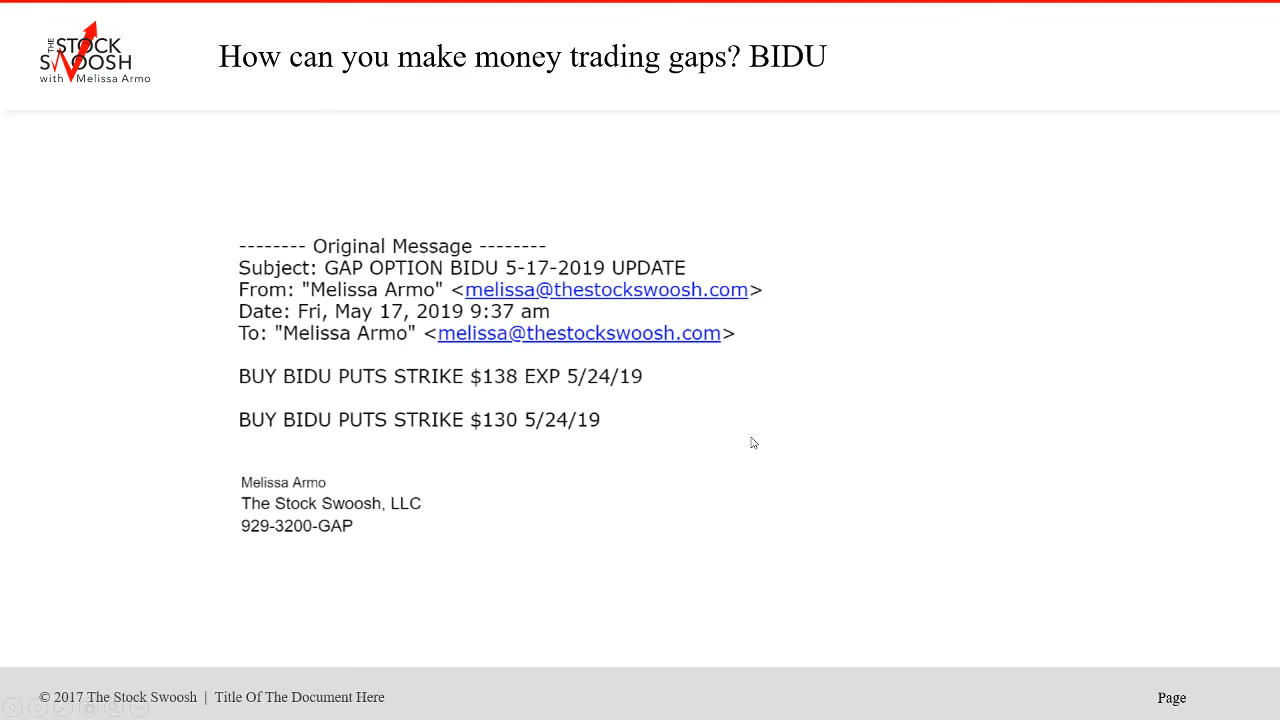 THE
STOCK
SWOOSH
with Melissa Armo
How can you make money trading gaps? BIDU
-------- Original Message --------
Subject: GAP OPTION BIDU 5-17-2019 UPDATE
From: "Melissa Armo" <melissa@thestockswoosh.com>
Date: Fri, May 17, 2019 9:37 am
To: "Melissa Armo" <melissa@thestockswoosh.com>
BUY BIDU PUTS STRIKE $138 EXP 5/24/19
BUY BIDU PUTS STRIKE $130 5/24/19
Melissa Armo
The Stock Swoosh, LLC
929-3200-GAP
© 2017 The Stock Swoosh | Title Of The Document Here
Page